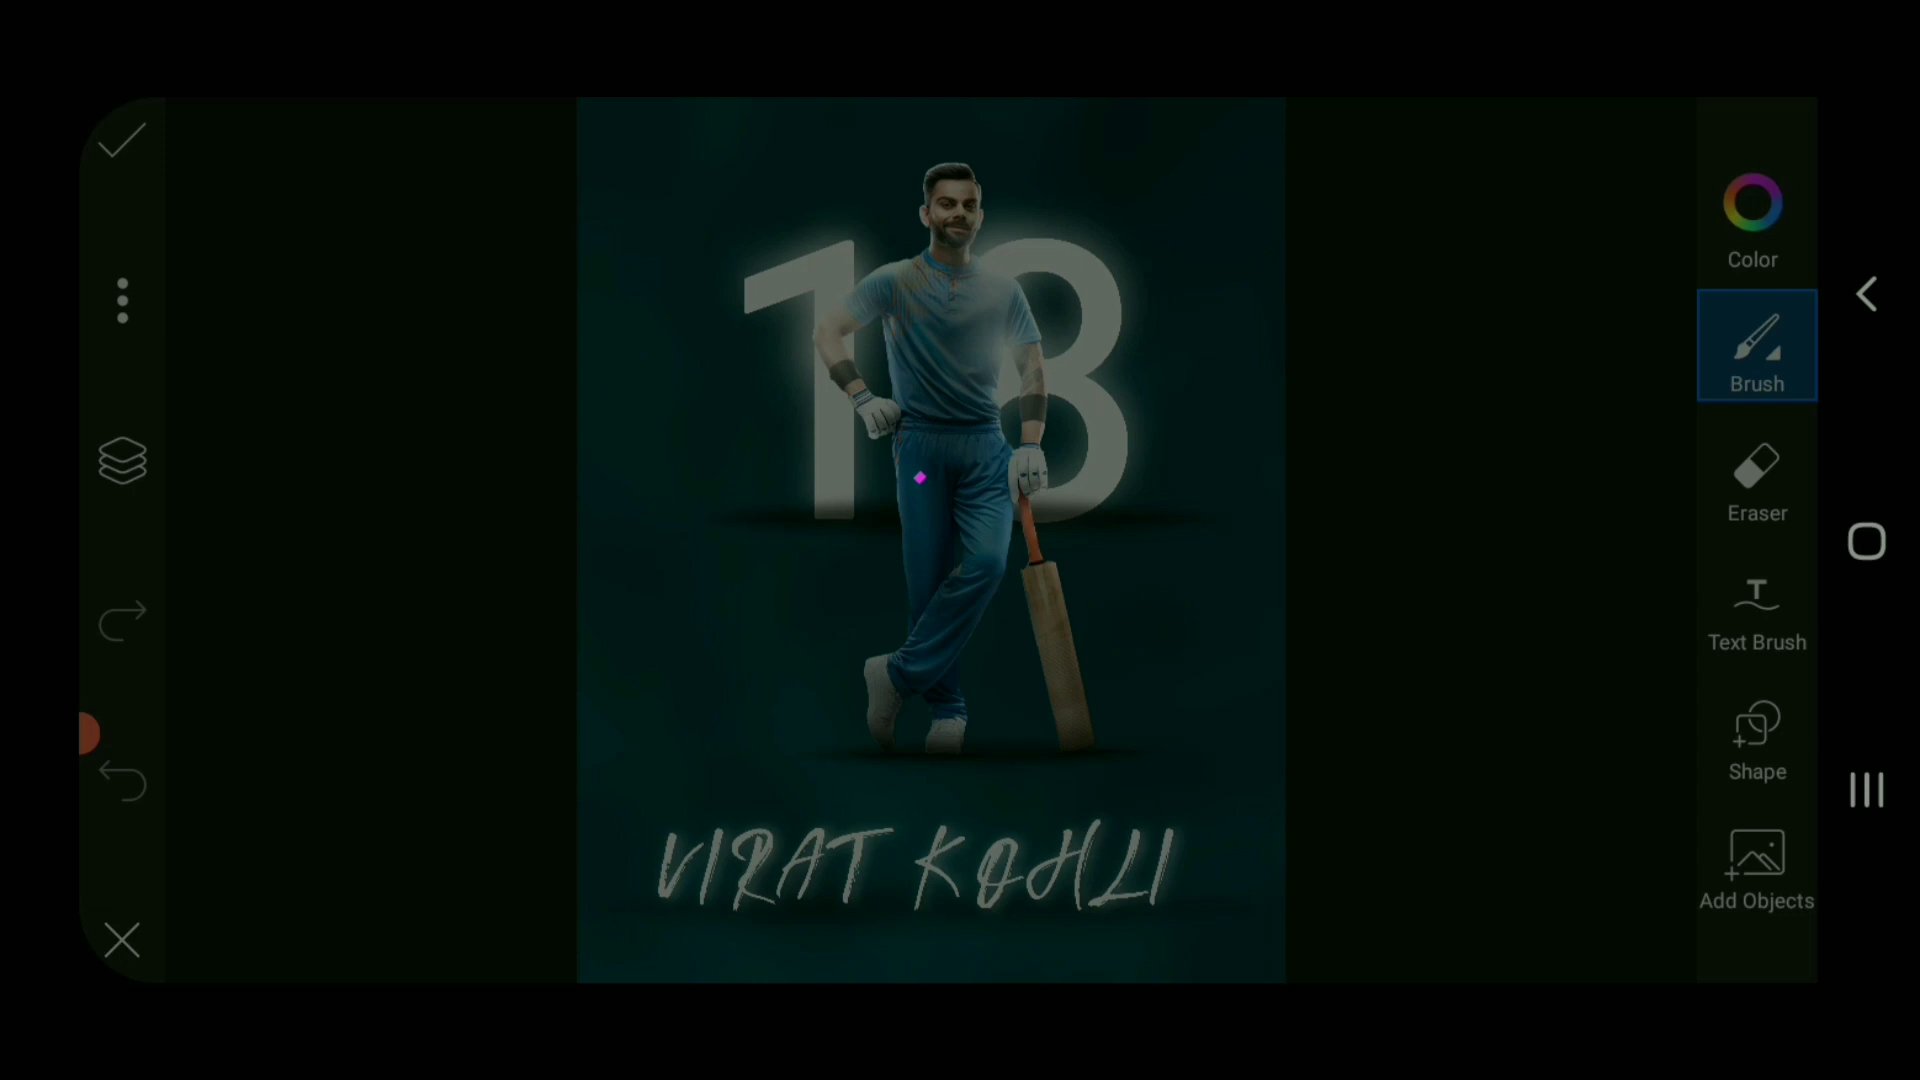 18
VIRAT KOHLI
Color
Brush
Eraser
Text Brush
Shape
Add Objects